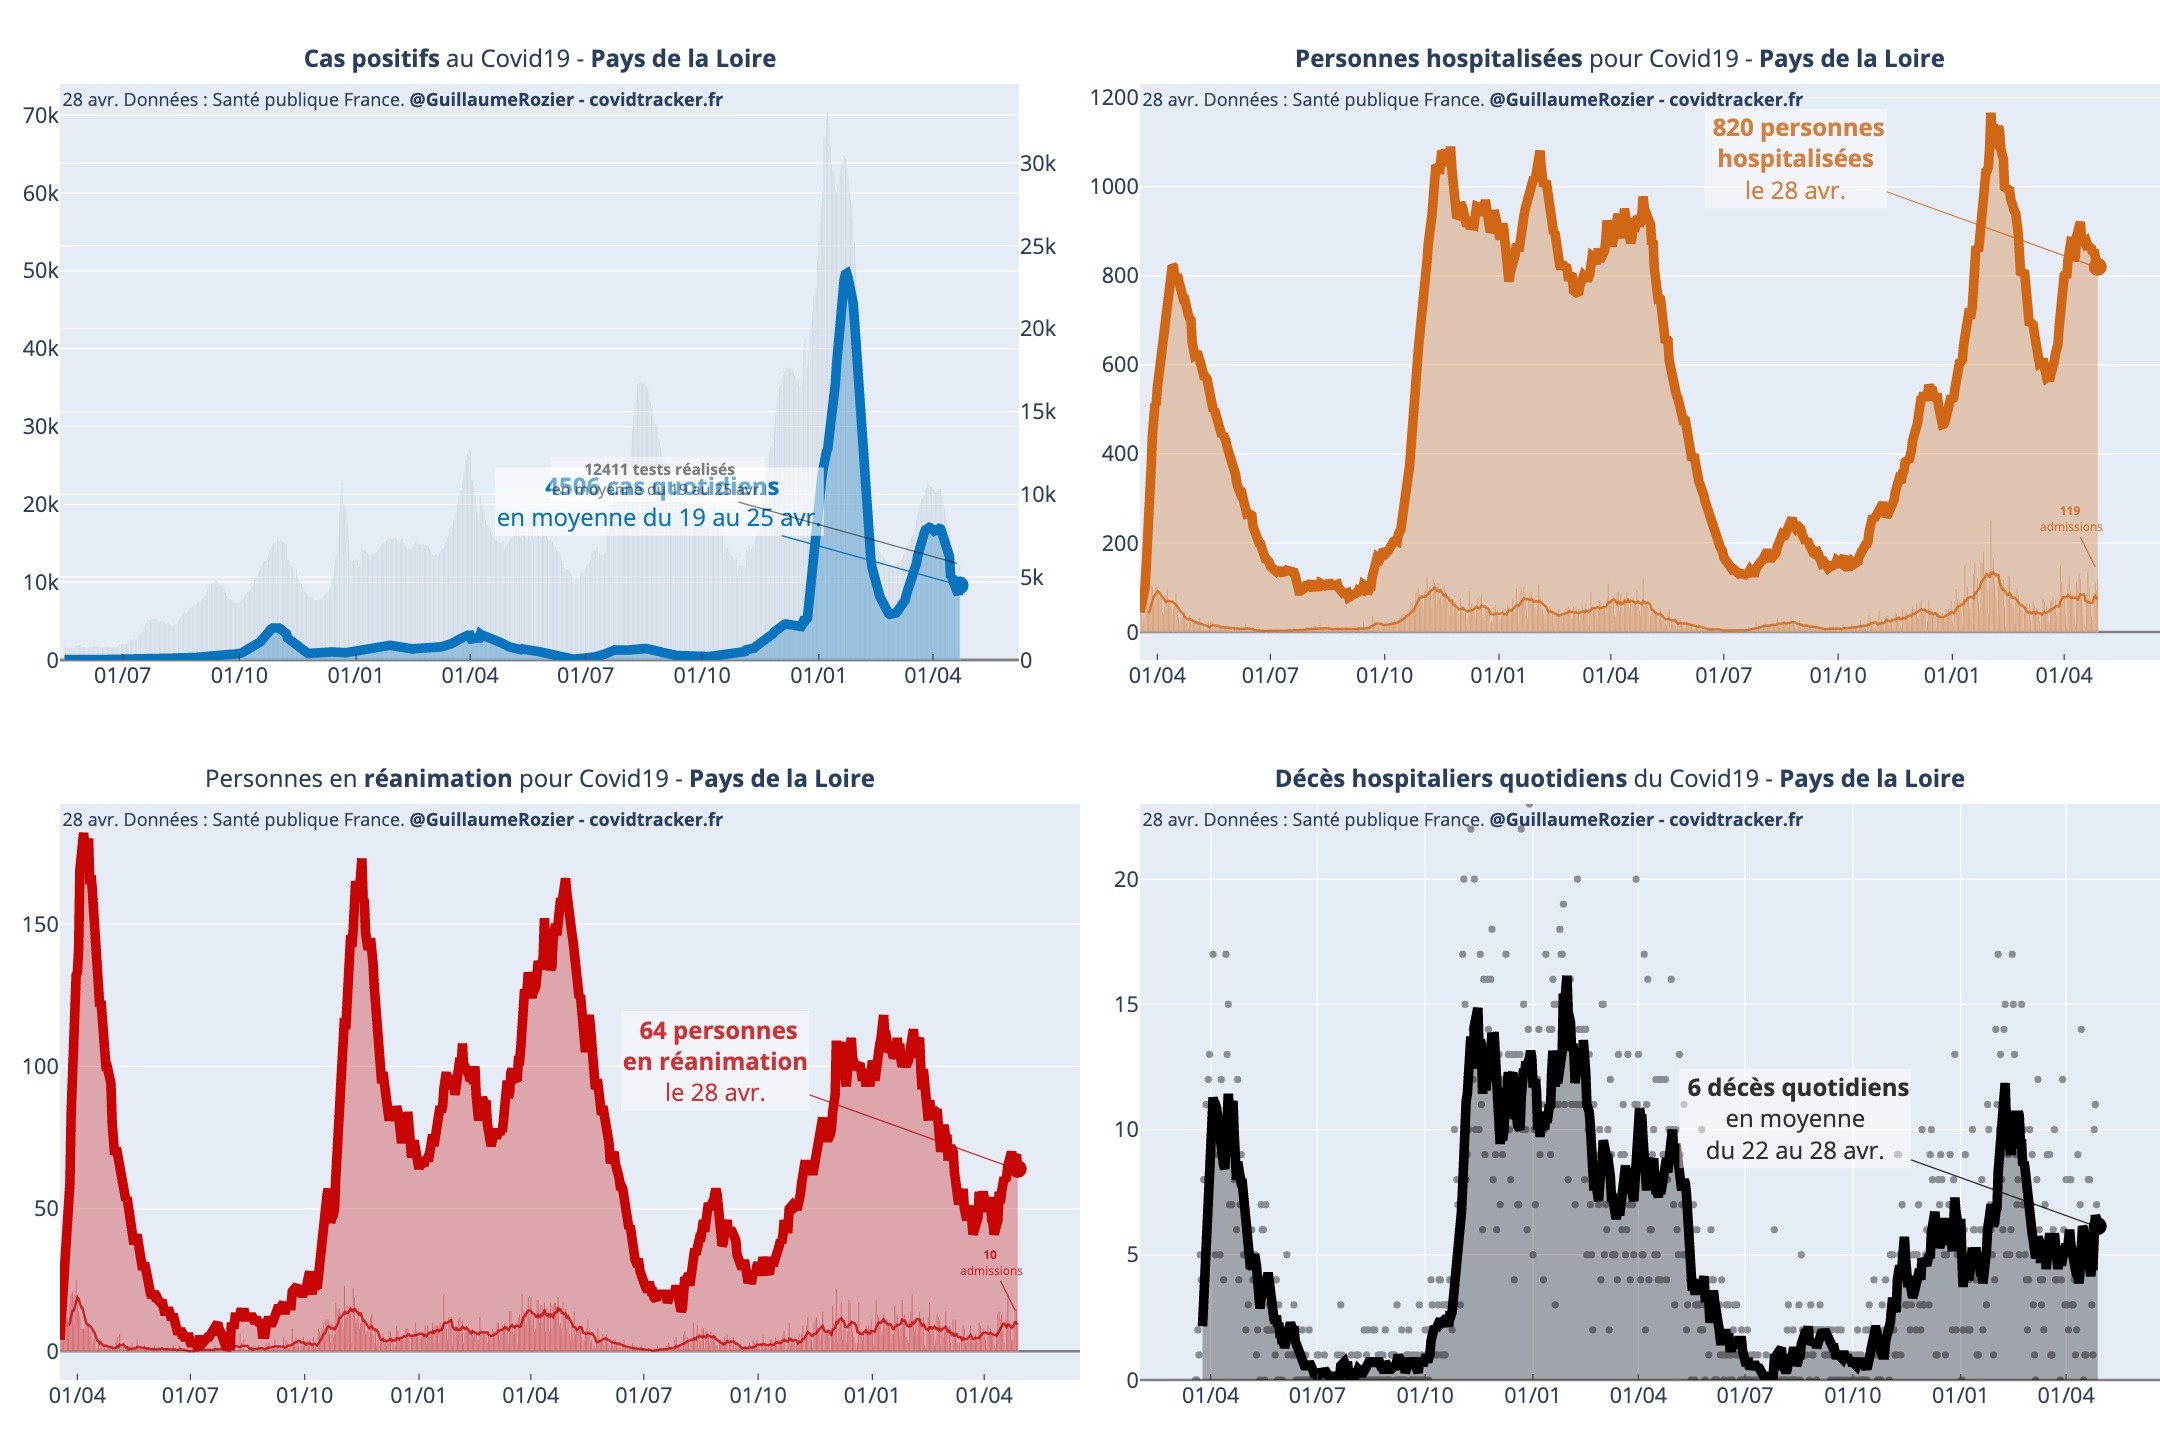 Cas positifs au Covid19 - Pays de la Loire
28 avr. Données : Santé publique France. @GuillaumeRozier - covidtracker.fr
70k
60k
50k
40k
30k
20k
10k
0
30k
25k
20k
15k
10k
5k
0
12411 tests réalisés
en moyenne du 19 au 25 avr.
4506 cas quotidiens
en moyenne du 19 au 25 avr.
01/07 01/10 01/01 01/04 01/07 01/10 01/01 01/04
Personnes hospitalisées pour Covid19 - Pays de la Loire
28 avr. Données : Santé publique France. @GuillaumeRozier - covidtracker.fr
1200
1000
800
600
400
200
0
820 personnes
hospitalisées
le 28 avr.
119
admissions
01/04 01/07 01/10 01/01 01/04 01/07 01/10 01/01 01/04
Personnes en réanimation pour Covid19 - Pays de la Loire
28 avr. Données : Santé publique France. @GuillaumeRozier - covidtracker.fr
150
100
50
0
64 personnes
en réanimation
le 28 avr.
10
admissions
01/04 01/07 01/10 01/01 01/04 01/07 01/10 01/01 01/04
Décès hospitaliers quotidiens du Covid19 - Pays de la Loire
28 avr. Données : Santé publique France. @GuillaumeRozier - covidtracker.fr
20
15
10
5
0
6 décès quotidiens
en moyenne
du 22 au 28 avr.
01/04 01/07 01/10 01/01 01/04 01/07 01/10 01/01 01/04